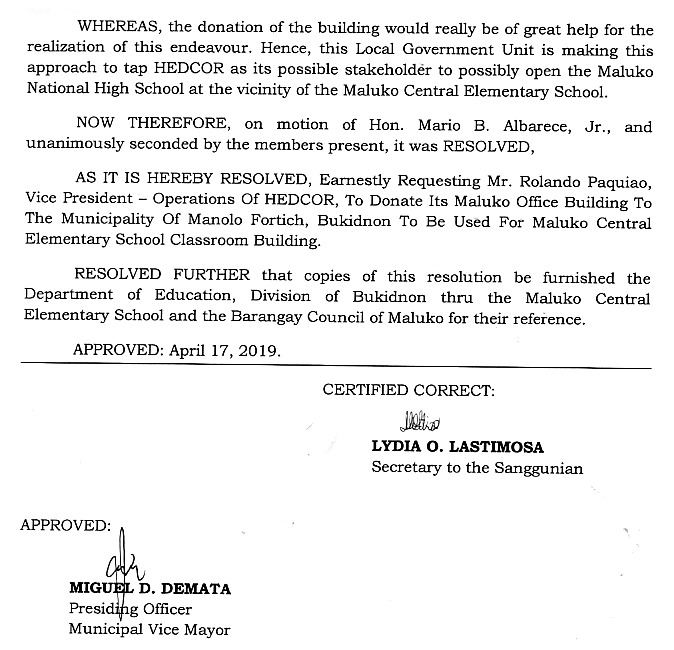 WHEREAS, the donation of the building would really be of great help for the
realization of this endeavour. Hence, this Local Government Unit is making this
approach to tap HEDCOR as its possible stakeholder to possibly open the Maluko
National High School at the vicinity of the Maluko Central Elementary School.
NOW THEREFORE, on motion of Hon. Mario B. Albarece, Jr., and
unanimously seconded by the members present, it was RESOLVED,
AS IT IS HEREBY RESOLVED, Earnestly Requesting Mr. Rolando Paquiao,
Vice President – Operations Of HEDCOR, To Donate Its Maluko Office Building To
The Municipality Of Manolo Fortich, Bukidnon To Be Used For Maluko Central
Elementary School Classroom Building.
RESOLVED FURTHER that copies of this resolution be furnished the
Department of Education, Division of Bukidnon thru the Maluko Central
Elementary School and the Barangay Council of Maluko for their reference.
APPROVED: April 17, 2019.
CERTIFIED CORRECT:
LYDIA O. LASTIMOSA
Secretary to the Sanggunian
APPROVED:
MIGUEL D. DEMATA
Presiding Officer
Municipal Vice Mayor